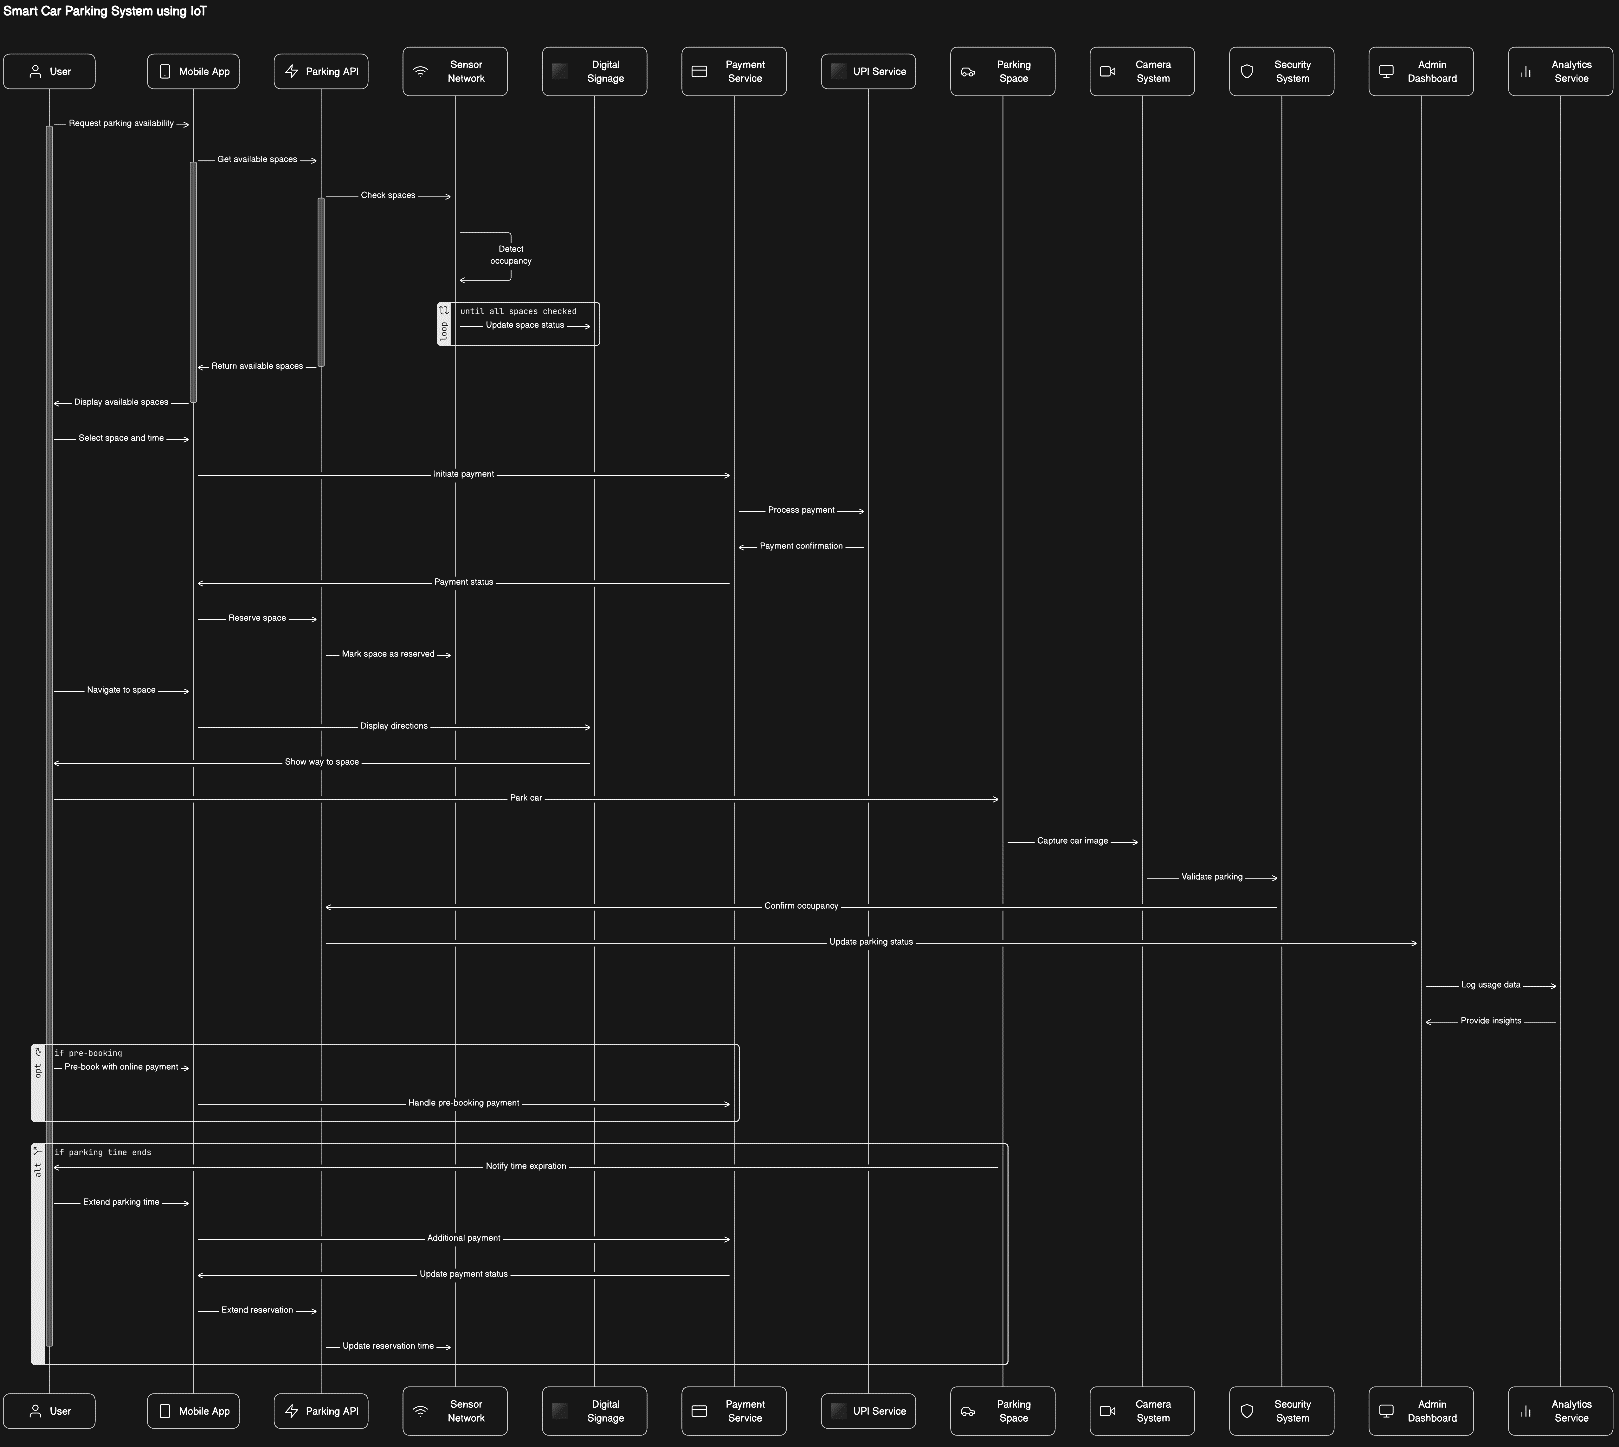 Smart Car Parking System using IoT
User
Mobile App
Parking API
Sensor
Network
Digital
Signage
Payment
Service
UPI Service
Parking
Space
Camera
System
Security
System
Admin
Dashboard
Analytics
Service
Request parking availability
Get available spaces
Check spaces
Detect
occupancy
loop
until all spaces checked
Update space status
Return available spaces
Display available spaces
Select space and time
Initiate payment
Process payment
Payment confirmation
Payment status
Reserve space
Mark space as reserved
Navigate to space
Display directions
Show way to space
Park car
Capture car image
Validate parking
Confirm occupancy
Update parking status
Log usage data
Provide insights
opt
if pre-booking
Pre-book with online payment
Handle pre-booking payment
alt
if parking time ends
Notify time expiration
Extend parking time
Additional payment
Update payment status
Extend reservation
Update reservation time
User
Mobile App
Parking API
Sensor
Network
Digital
Signage
Payment
Service
UPI Service
Parking
Space
Camera
System
Security
System
Admin
Dashboard
Analytics
Service